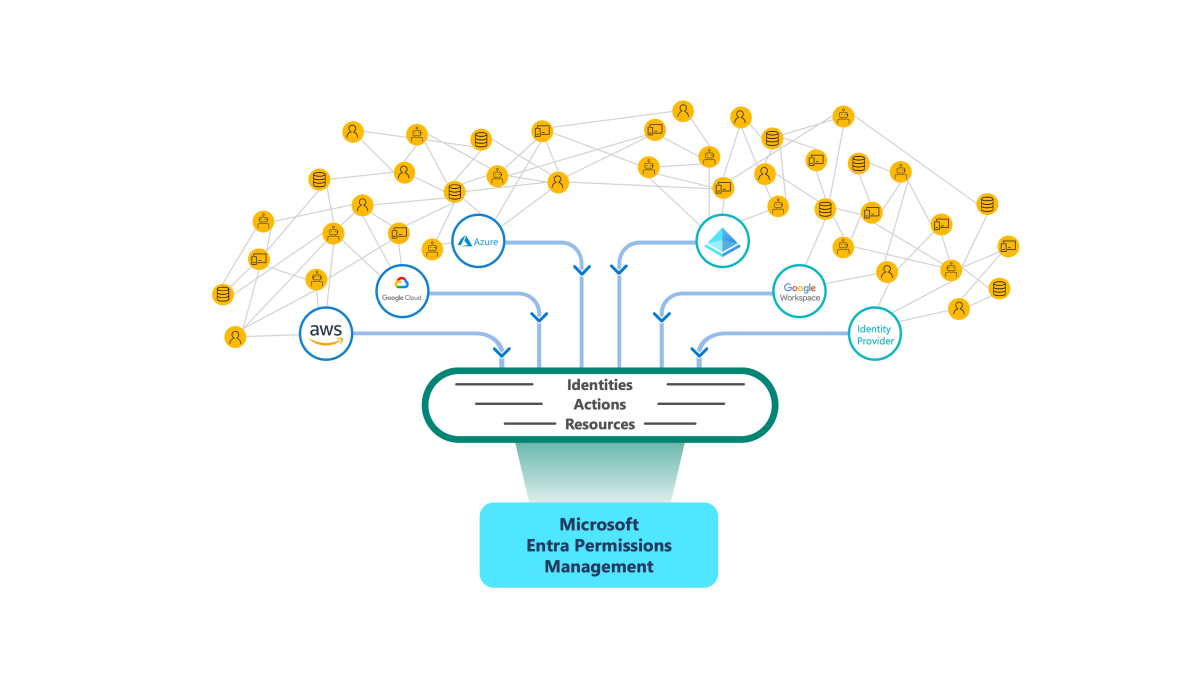 Azure
Google Cloud
aws
Google
Workspace
Identity
Provider
Identities
Actions
Resources
Microsoft
Entra Permissions
Management